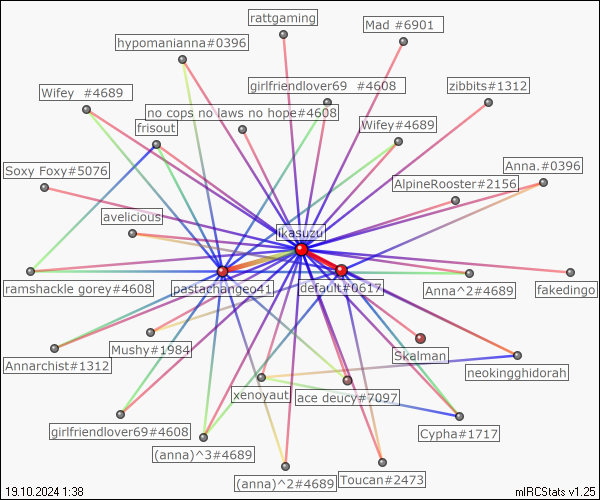 rattgaming
Mad #6901
hypomanianna#0396
girlfriendlover69 #4608
zibbits#1312
Wifey #4689
no cops no laws no hope#4608
frisout
Wifey#4689
Soxy Foxy#5076
Anna.#0396
AlpineRooster#2156
avelicious
ikasuzu
ramshackle gorey#4608
pastachangeo41
default#0617
Anna^2#4689
fakedingo
Annarchist#1312
Mushy#1984
Skalman
neokingghidorah
xenoyaut
ace deucy#7097
girlfriendlover69#4608
Cypha#1717
(anna)^3#4689
(anna)^2#4689
Toucan#2473
19.10.2024 1:38
mIRCStats v1.25